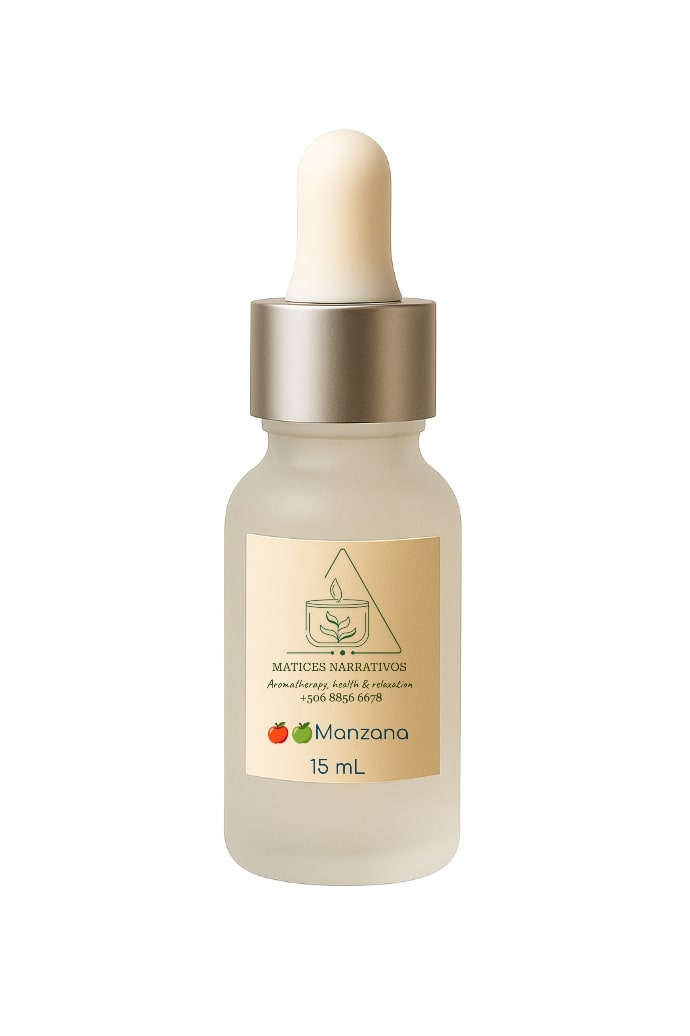 MATICES NARRATIVOS
Aromatherapy, health & relaxation
+506 8856 6678
🍎🍏Manzana
15 mL